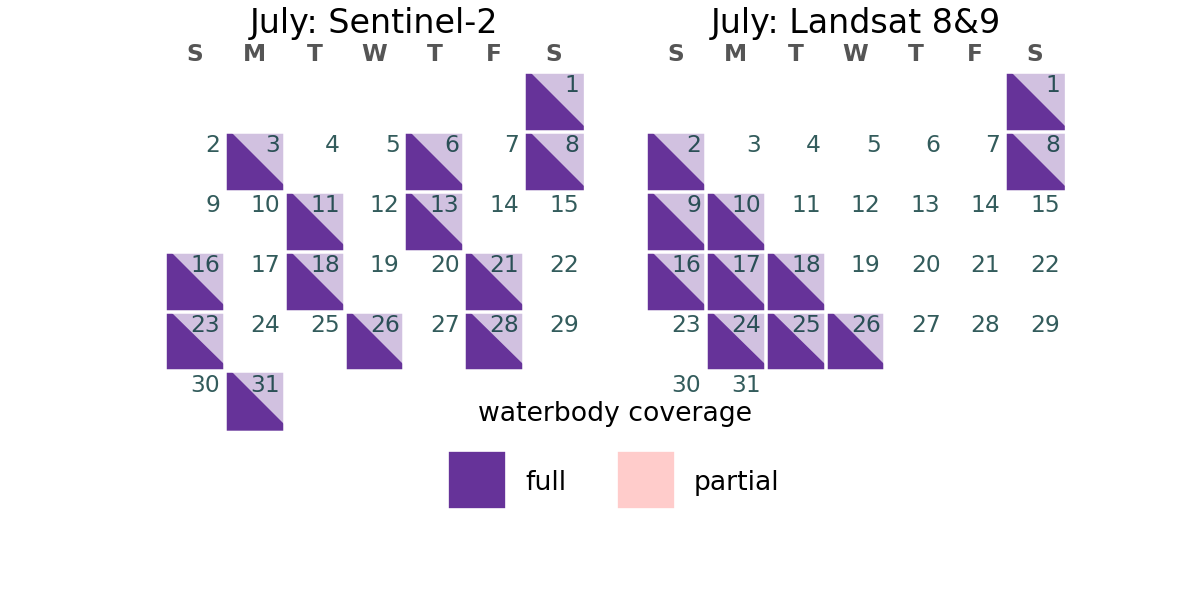 July: Sentinel-2
S M T W T F S
1
2 3 4 5 6 7 8
9 10 11 12 13 14 15
16 17 18 19 20 21 22
23 24 25 26 27 28 29
30 31
July: Landsat 8&9
S M T W T F S
1
2 3 4 5 6 7 8
9 10 11 12 13 14 15
16 17 18 19 20 21 22
23 24 25 26 27 28 29
30 31
waterbody coverage
full partial